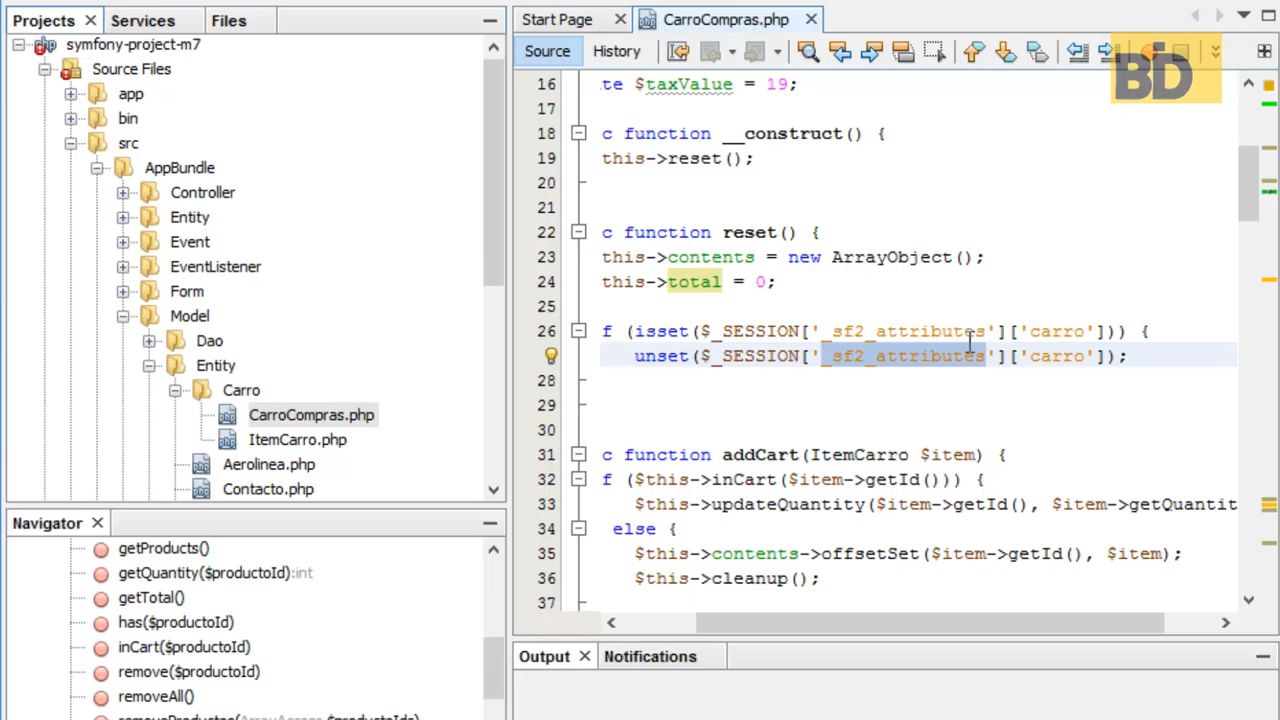 Projects
Services
Files
symfony-project-m7
Source Files
app
bin
src
AppBundle
Controller
Entity
Event
EventListener
Form
Model
Dao
Entity
Carro
CarroCompras.php
ItemCarro.php
Aerolinea.php
Contacto.php
Navigator
getProducts()
getQuantity($productoId):int
getTotal()
has($productoId)
inCart($productoId)
remove($productoId)
removeAll()
removeProductos(ArrayAccess $productoIds)
Start Page
CarroCompras.php
Source
History
BD
16 te $taxValue = 19;
17
18 c function __construct() {
19 this->reset();
20
21
22 c function reset() {
23 this->contents = new ArrayObject();
24 this->total = 0;
25
26 f (isset($_SESSION['_sf2_attributes']['carro'])) {
unset($_SESSION['_sf2_attributes']['carro']);
28
29
30
31 c function addCart(ItemCarro $item) {
32 f ($this->inCart($item->getId())) {
33 $this->updateQuantity($item->getId(), $item->getQuantit
34 else {
35 $this->contents->offsetSet($item->getId(), $item);
36 $this->cleanup();
37
Output
Notifications